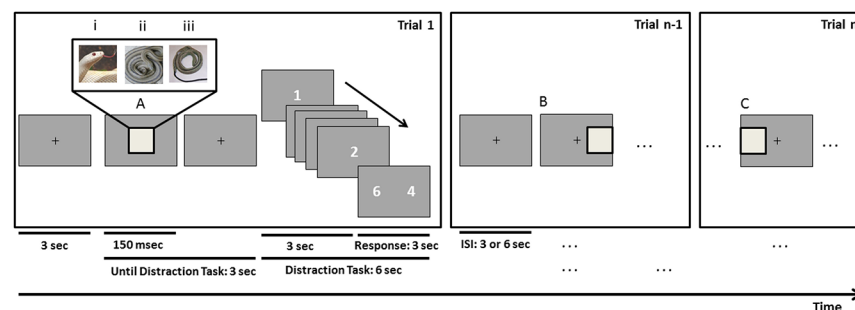 Trial 1
i ii iii
A
+
+
1
2
6 4
3 sec
150 msec
Until Distraction Task: 3 sec
3 sec
Response: 3 sec
Distraction Task: 6 sec
Trial n-1
B
+
+
...
ISI: 3 or 6 sec
...
... ...
Trial n
C
...
+
...
...
Time